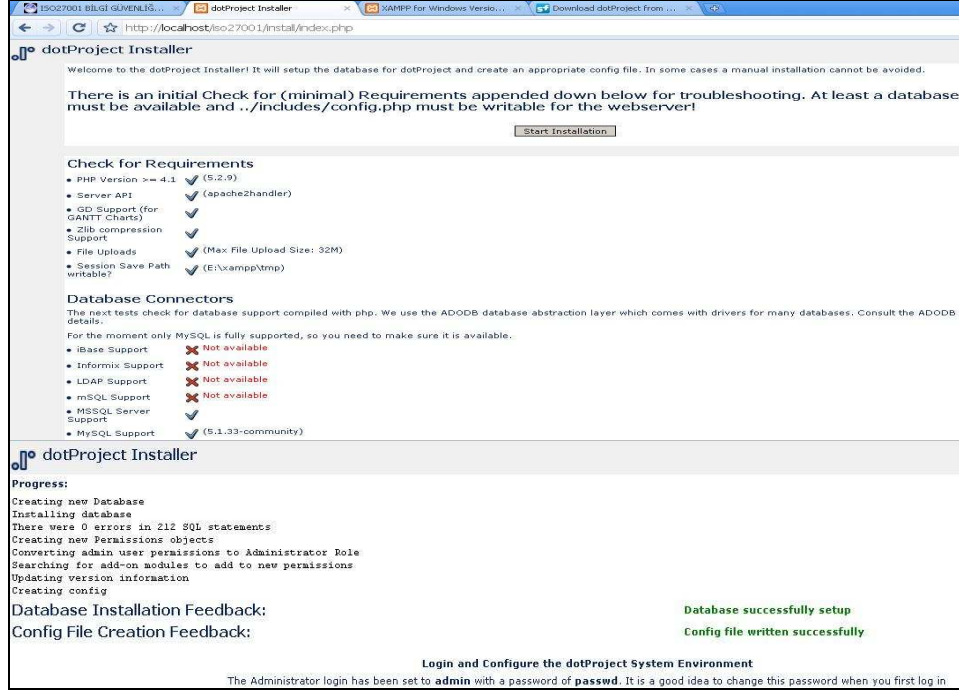 ISO27001 BİLGİ GÜVENLİĞ...
dotProject Installer
XAMPP for Windows Versio...
Download dotProject from ...
http://localhost/iso27001/install/index.php
dotProject Installer
Welcome to the dotProject Installer! It will setup the database for dotProject and create an appropriate config file. In some cases a manual installation cannot be avoided.
There is an initial Check for (minimal) Requirements appended down below for troubleshooting. At least a database
must be available and ../includes/config.php must be writable for the webserver!
Start Installation
Check for Requirements
• PHP Version >= 4.1 (5.2.9)
• Server API (apache2handler)
• GD Support (for
GANTT Charts)
• Zlib compression
Support
• File Uploads (Max File Upload Size: 32M)
• Session Save Path
writable? (E:\xampp\tmp)
Database Connectors
The next tests check for database support compiled with php. We use the ADODB database abstraction layer which comes with drivers for many databases. Consult the ADODB
details.
For the moment only MySQL is fully supported, so you need to make sure it is available.
• iBase Support Not available
• Informix Support Not available
• LDAP Support Not available
• mSQL Support Not available
• MSSQL Server
Support
• MySQL Support (5.1.33-community)
dotProject Installer
Progress:
Creating new Database
Installing database
There were 0 errors in 212 SQL statements
Creating new Permissions objects
Converting admin user permissions to Administrator Role
Searching for add-on modules to add to new permissions
Updating version information
Creating config
Database Installation Feedback: Database successfully setup
Config File Creation Feedback: Config file written successfully
Login and Configure the dotProject System Environment
The Administrator login has been set to admin with a password of passwd. It is a good idea to change this password when you first log in